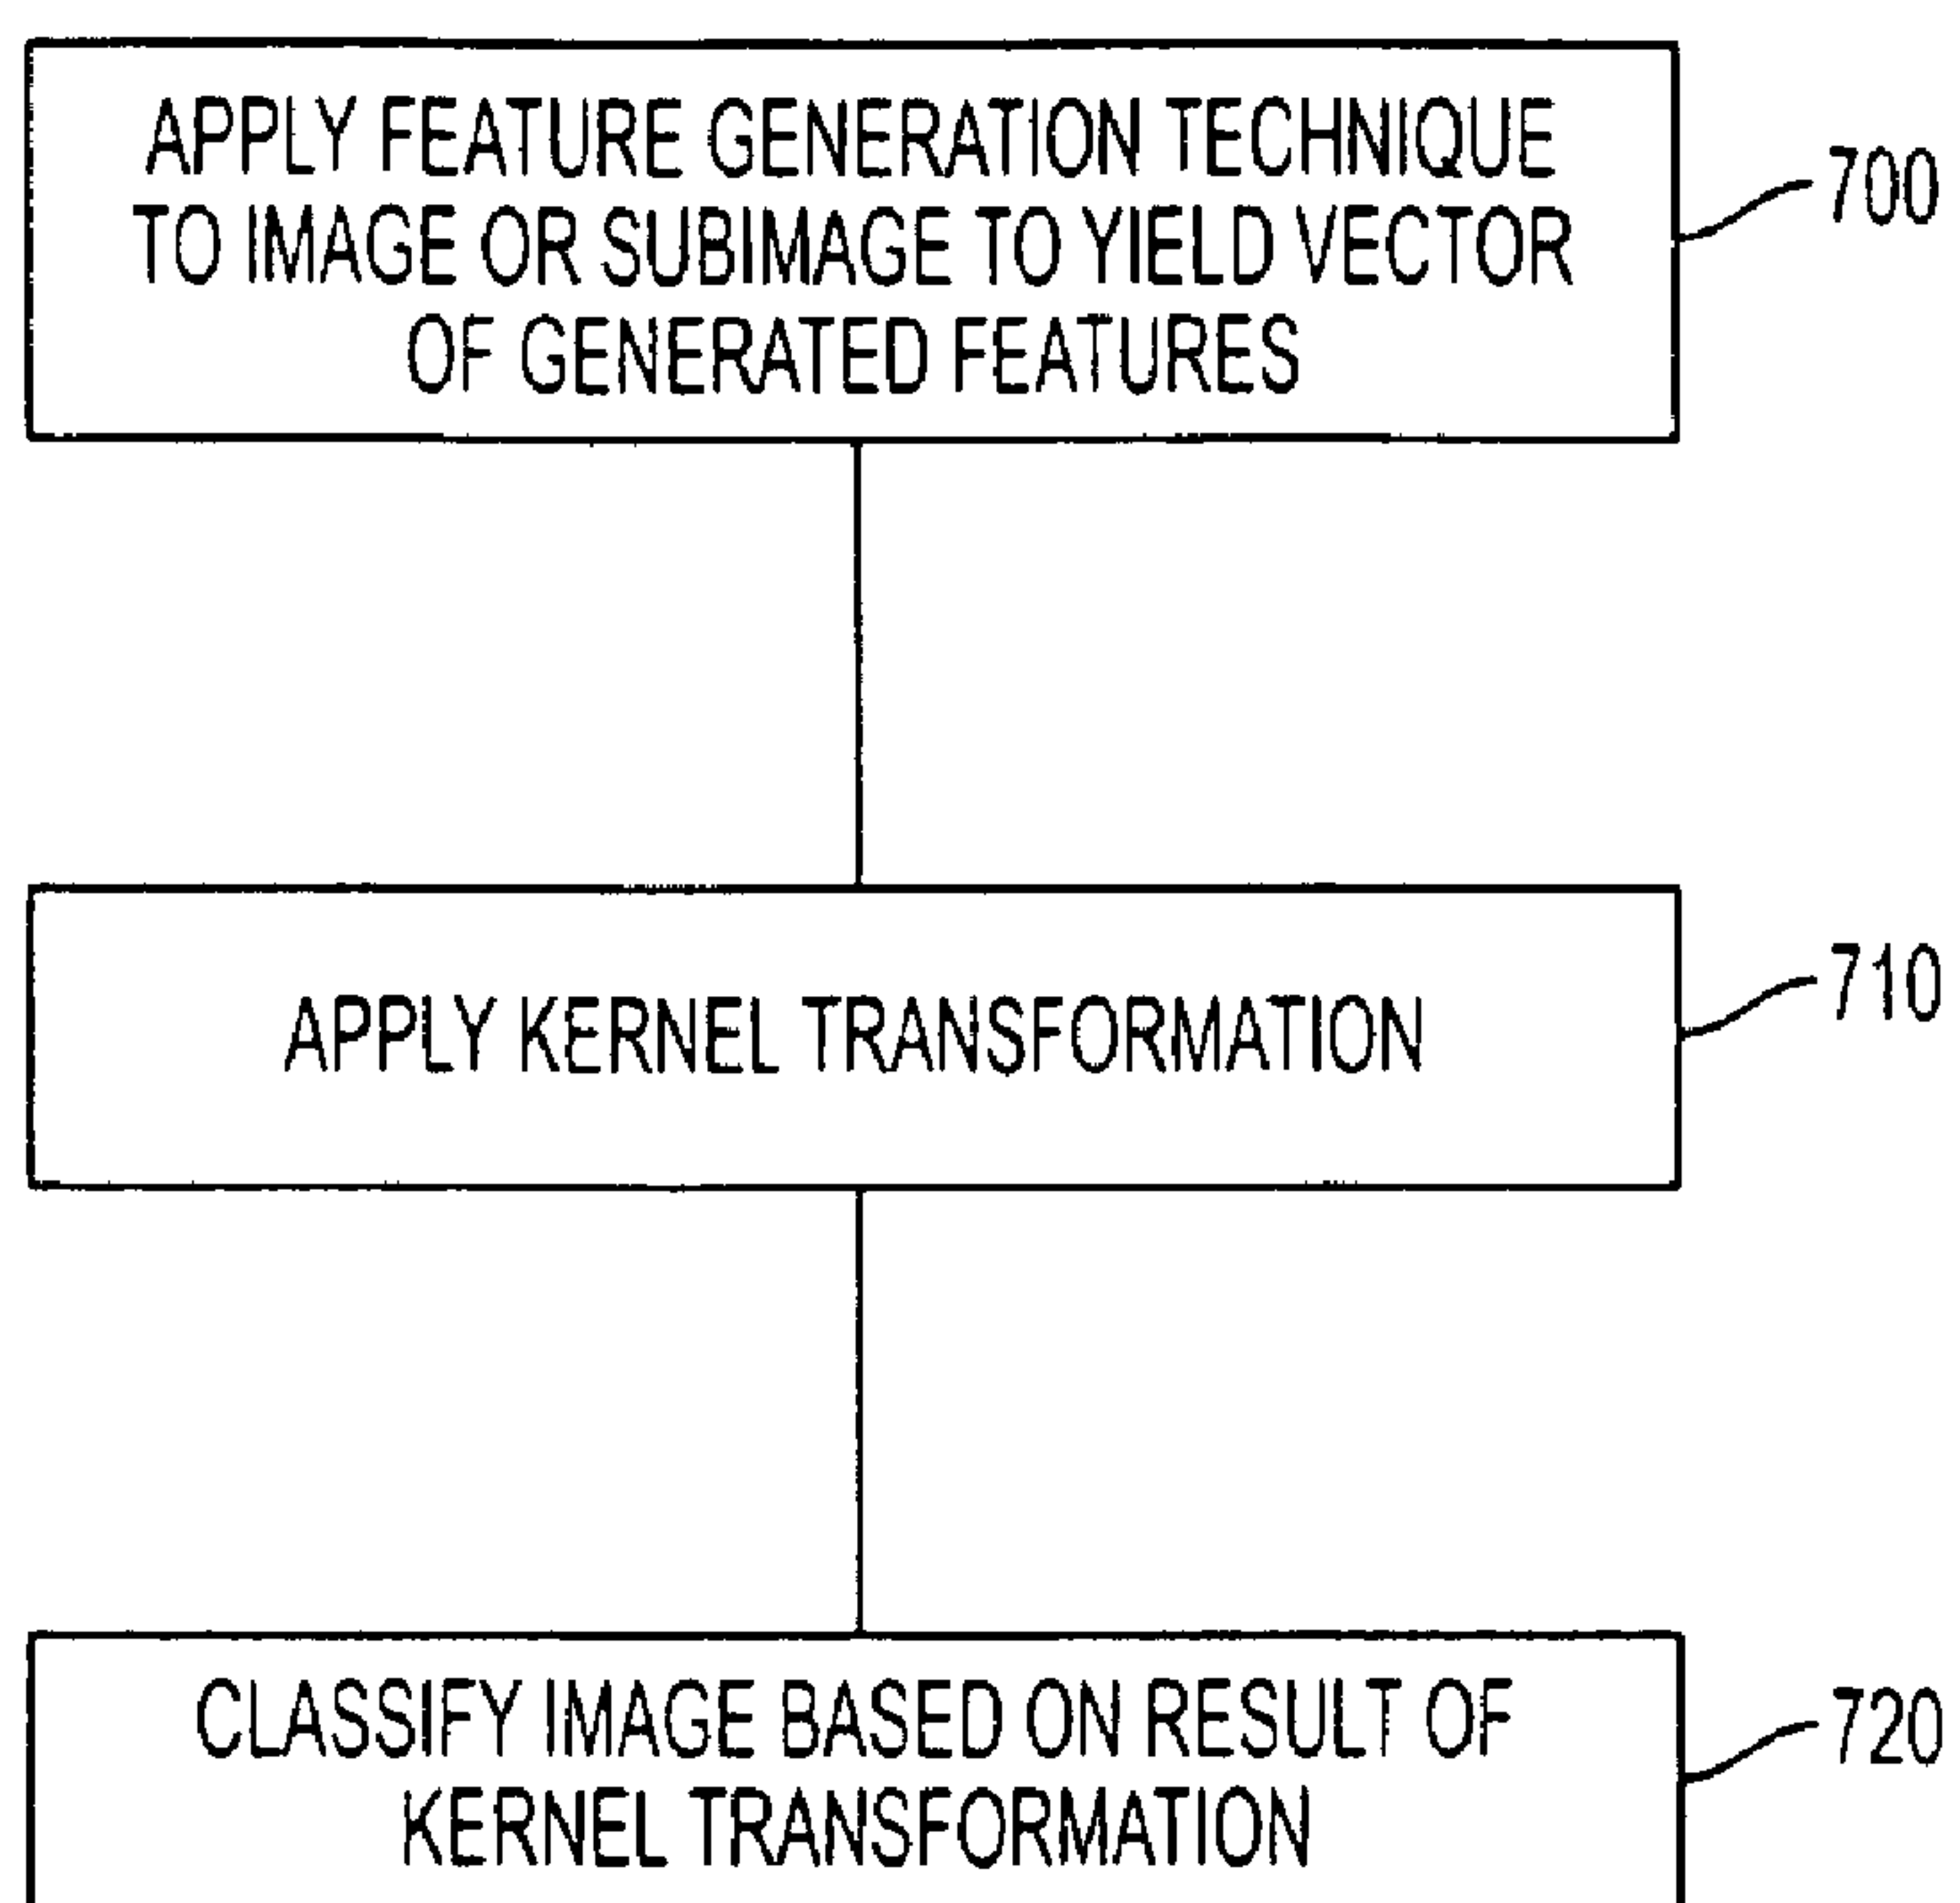 APPLY FEATURE GENERATION TECHNIQUE
TO IMAGE OR SUBIMAGE TO YIELD VECTOR
OF GENERATED FEATURES
700
APPLY KERNEL TRANSFORMATION
710
CLASSIFY IMAGE BASED ON RESULT OF
KERNEL TRANSFORMATION
720